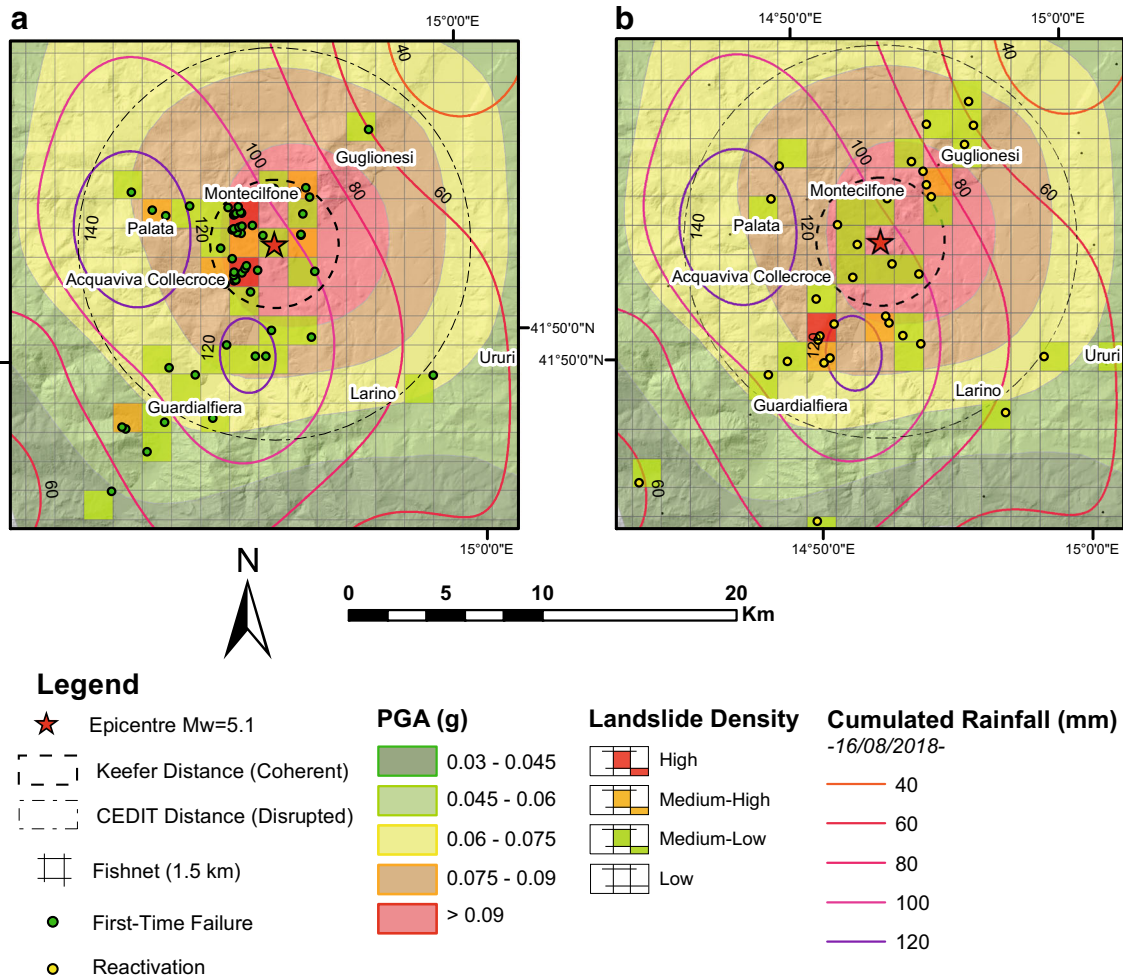 a
15°0'0"E
40
100
Guglionesi
80
60
Montecilfone
140
Palata
120
Acquaviva Collecroce
120
41°50'0"N
Ururi
Larino
Guardialfiera
60
15°0'0"E
b
14°50'0"E
15°0'0"E
40
100
Guglionesi
80
60
Montecilfone
140
Palata
120
Acquaviva Collecroce
120
41°50'0"N
Ururi
Larino
Guardialfiera
60
14°50'0"E
15°0'0"E
N
0 5 10 20
Km
Legend
Epicentre Mw=5.1
Keefer Distance (Coherent)
CEDIT Distance (Disrupted)
Fishnet (1.5 km)
First-Time Failure
Reactivation
PGA (g)
0.03 - 0.045
0.045 - 0.06
0.06 - 0.075
0.075 - 0.09
> 0.09
Landslide Density
High
Medium-High
Medium-Low
Low
Cumulated Rainfall (mm)
-16/08/2018-
40
60
80
100
120